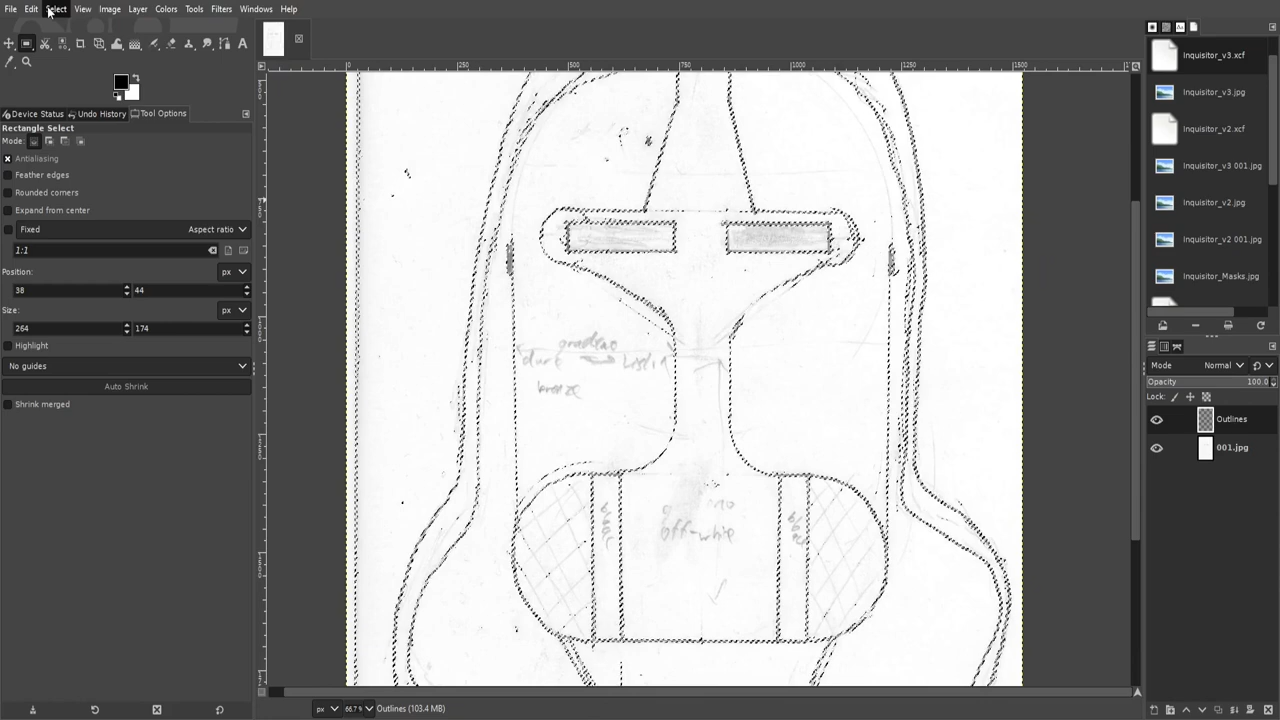 File Edit Select View Image Layer Colors Tools Filters Windows Help
Device Status Undo History Tool Options
Rectangle Select
Mode:
Antialiasing
Feather edges
Rounded corners
Expand from center
Fixed Aspect ratio
1:1
Position: px
38 44
Size: px
264 174
Highlight
No guides
Auto Shrink
Shrink merged
0 250 500 750 1000 1250 1500
off-whip
px 66.7% Outlines (103.4 MB)
Inquisitor_v3.xcf
Inquisitor_v3.jpg
Inquisitor_v2.xcf
Inquisitor_v3 001.jpg
Inquisitor_v2.jpg
Inquisitor_v2 001.jpg
Inquisitor_Masks.jpg
Mode Normal
Opacity 100.0
Lock:
Outlines
001.jpg